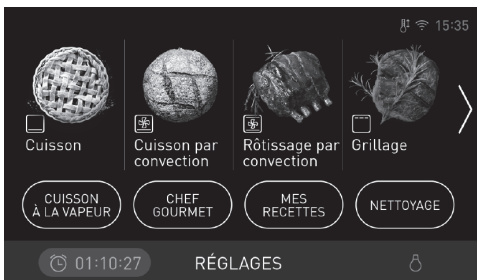 15:35
Cuisson
Cuisson par
convection
Rôtissage par
convection
Grillage
CUISSON
À LA VAPEUR
CHEF
GOURMET
MES
RECETTES
NETTOYAGE
01:10:27
RÉGLAGES